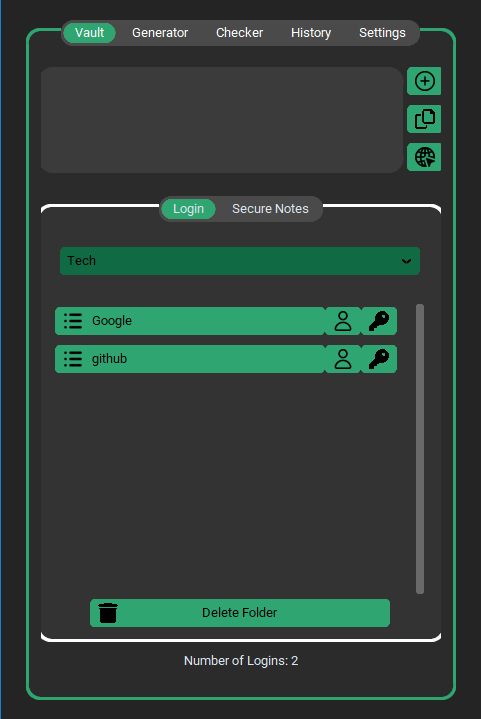 Vault Generator Checker History Settings
Login Secure Notes
Tech
Google
github
Delete Folder
Number of Logins: 2